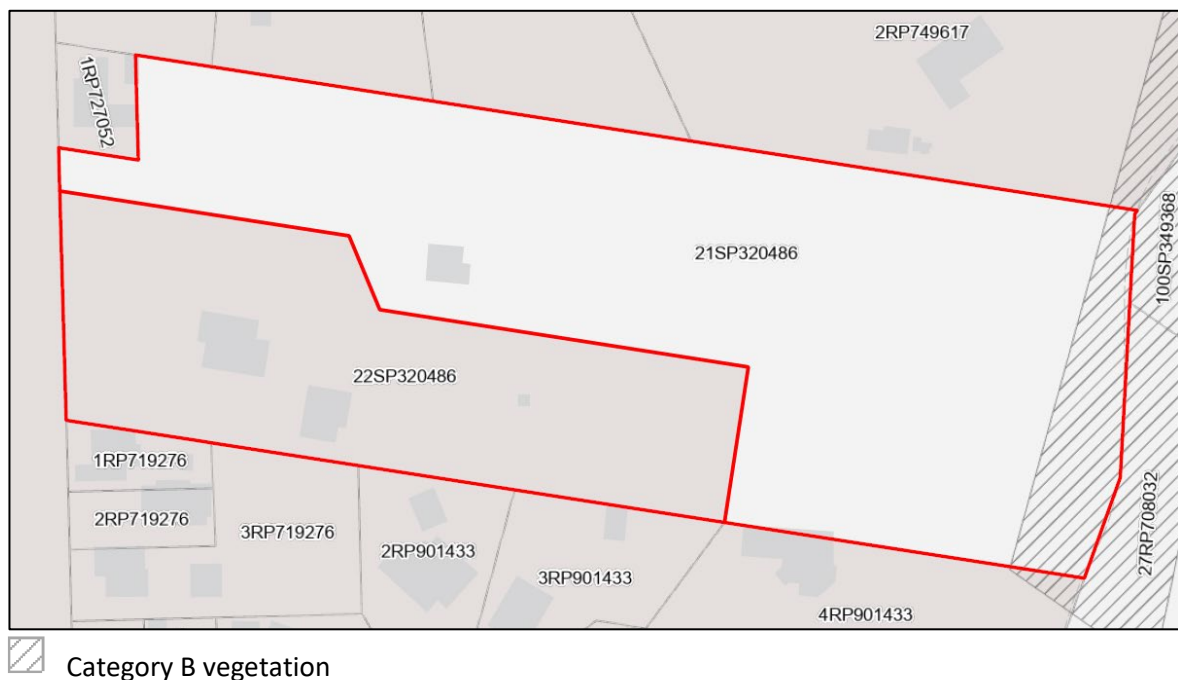 2RP749617
1RP727052
100SP349368
21SP320486
22SP320486
1RP719276
2RP719276
3RP719276
2RP901433
3RP901433
27RP708032
4RP901433
Category B vegetation